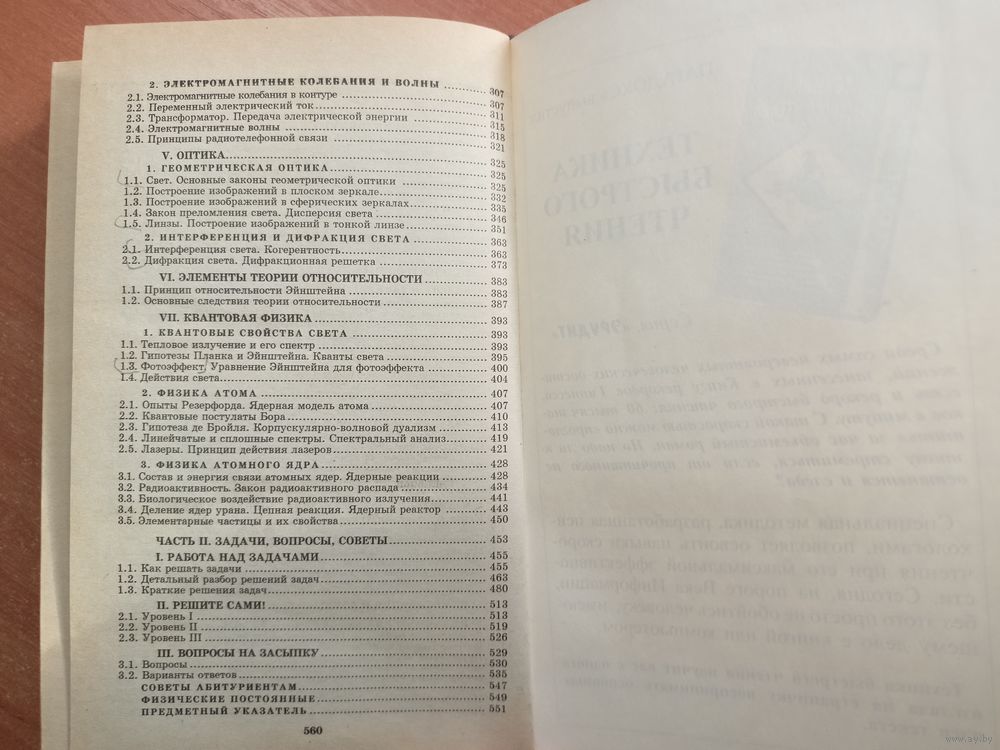 2. ЭЛЕКТРОМАГНИТНЫЕ КОЛЕБАНИЯ И ВОЛНЫ ..... 307
2.1. Электромагнитные колебания в контуре ..... 307
2.2. Переменный электрический ток ..... 311
2.3. Трансформатор. Передача электрической энергии ..... 315
2.4. Электромагнитные волны ..... 318
2.5. Принципы радиотелефонной связи ..... 321
V. ОПТИКА ..... 325
1. ГЕОМЕТРИЧЕСКАЯ ОПТИКА ..... 325
1.1. Свет. Основные законы геометрической оптики ..... 325
1.2. Построение изображений в плоском зеркале ..... 332
1.3. Построение изображений в сферических зеркалах ..... 335
1.4. Закон преломления света. Дисперсия света ..... 346
1.5. Линзы. Построение изображений в тонкой линзе ..... 351
2. ИНТЕРФЕРЕНЦИЯ И ДИФРАКЦИЯ СВЕТА ..... 363
2.1. Интерференция света. Когерентность ..... 363
2.2. Дифракция света. Дифракционная решетка ..... 373
VI. ЭЛЕМЕНТЫ ТЕОРИИ ОТНОСИТЕЛЬНОСТИ ..... 383
1.1. Принцип относительности Эйнштейна ..... 383
1.2. Основные следствия теории относительности ..... 387
VII. КВАНТОВАЯ ФИЗИКА ..... 393
1. КВАНТОВЫЕ СВОЙСТВА СВЕТА ..... 393
1.1. Тепловое излучение и его спектр ..... 393
1.2. Гипотезы Планка и Эйнштейна. Кванты света ..... 395
1.3. Фотоэффект. Уравнение Эйнштейна для фотоэффекта ..... 400
1.4. Действия света ..... 404
2. ФИЗИКА АТОМА ..... 407
2.1. Опыты Резерфорда. Ядерная модель атома ..... 407
2.2. Квантовые постулаты Бора ..... 410
2.3. Гипотеза де Бройля. Корпускулярно-волновой дуализм ..... 413
2.4. Линейчатые и сплошные спектры. Спектральный анализ ..... 419
2.5. Лазеры. Принцип действия лазеров ..... 421
3. ФИЗИКА АТОМНОГО ЯДРА ..... 428
3.1. Состав и энергия связи атомных ядер. Ядерные реакции ..... 428
3.2. Радиоактивность. Закон радиоактивного распада ..... 434
3.3. Биологическое воздействие радиоактивного излучения ..... 441
3.4. Деление ядер урана. Цепная реакция. Ядерный реактор ..... 443
3.5. Элементарные частицы и их свойства ..... 450
ЧАСТЬ II. ЗАДАЧИ, ВОПРОСЫ, СОВЕТЫ ..... 453
I. РАБОТА НАД ЗАДАЧАМИ ..... 455
1.1. Как решать задачи ..... 455
1.2. Детальный разбор решений задач ..... 463
1.3. Краткие решения задач ..... 480
II. РЕШИТЕ САМИ! ..... 513
2.1. Уровень I ..... 513
2.2. Уровень II ..... 519
2.3. Уровень III ..... 526
III. ВОПРОСЫ НА ЗАСЫПКУ ..... 529
3.1. Вопросы ..... 530
3.2. Варианты ответов ..... 535
СОВЕТЫ АБИТУРИЕНТАМ ..... 547
ФИЗИЧЕСКИЕ ПОСТОЯННЫЕ ..... 549
ПРЕДМЕТНЫЙ УКАЗАТЕЛЬ ..... 551
560
ТЕХНИКА
БЫСТРОГО
ЧТЕНИЯ
www.ay.by